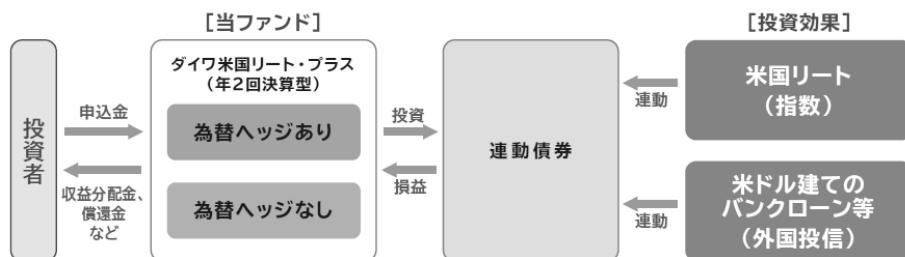 [当ファンド]
[投資効果]
投資者
申込金
収益分配金、
償還金
など
ダイワ米国リート・プラス
(年2回決算型)
為替ヘッジあり
為替ヘッジなし
投資
損益
連動債券
連動
連動
米国リート
(指数)
米ドル建ての
バンクローン等
(外国投信)